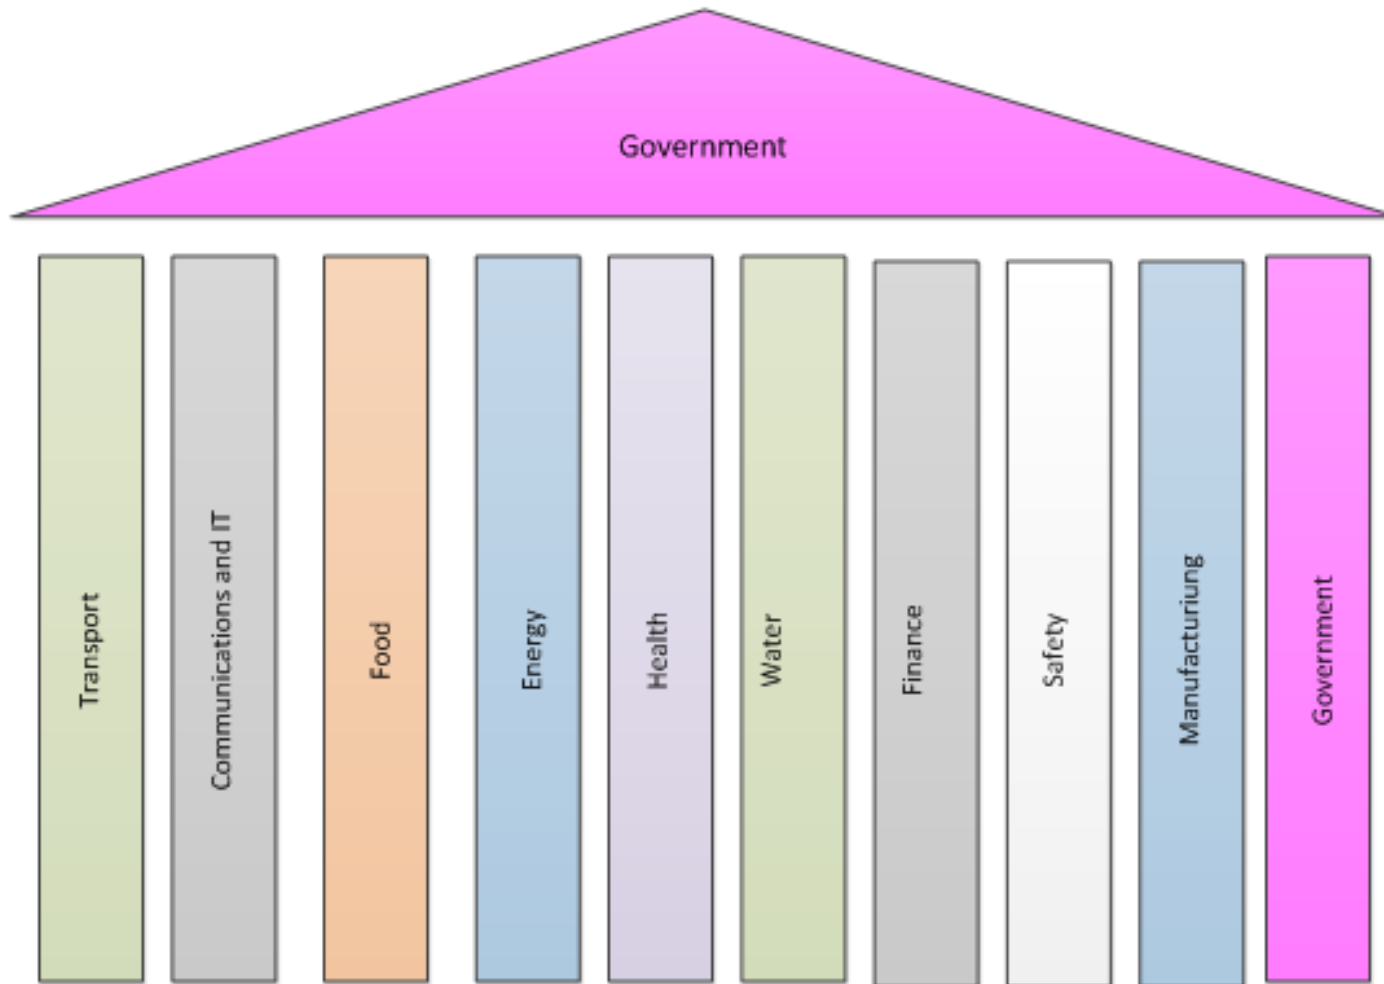 Government
Transport
Communications and IT
Food
Energy
Health
Water
Finance
Safety
Manufacturiung
Government